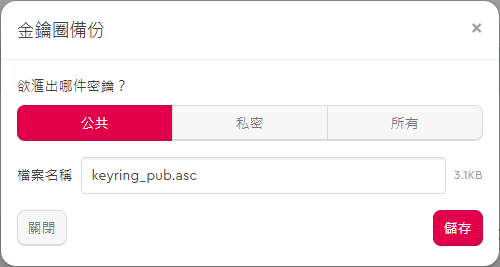 金鑰圈備份 ×
欲滙出哪件密鑰？
公共 私密 所有
檔案名稱 keyring_pub.asc 3.1KB
關閉 儲存